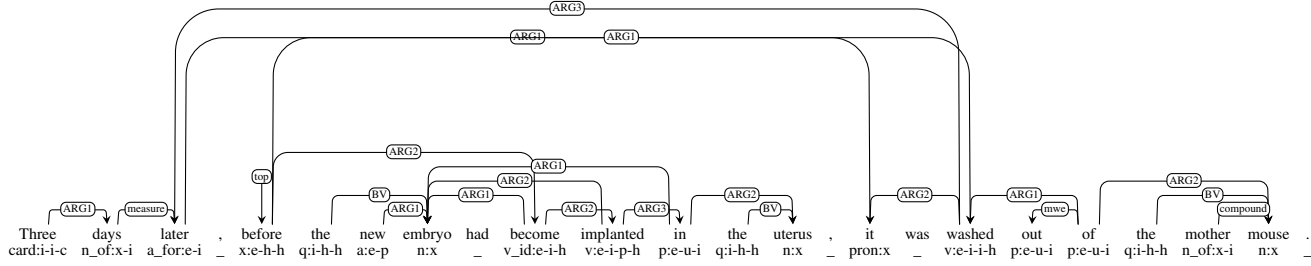 ARG3
ARG1 ARG1
ARG2
ARG1
top
ARG2
ARG2 ARG2
BV ARG1 ARG2 ARG1 BV
ARG1 measure ARG1 ARG2 ARG3 BV mwe compound
Three days later , before the new embryo had become implanted in the uterus , it was washed out of the mother mouse .
card:i-i-c n_of:x-i a_for:e-i _ x:e-h-h q:i-h-h a:e-p n:x _ v_id:e-i-h v:e-i-p-h p:e-u-i q:i-h-h n:x _ pron:x _ v:e-i-i-h p:e-u-i p:e-u-i q:i-h-h n_of:x-i n:x _